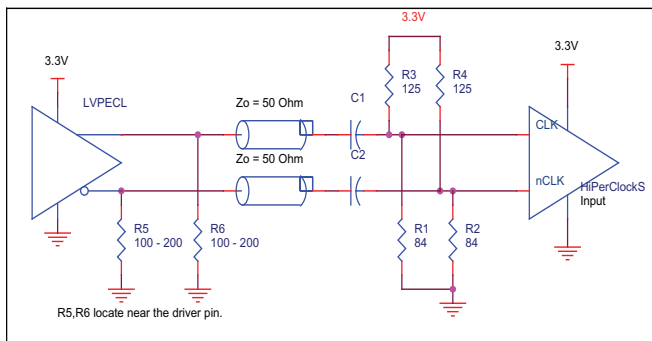 3.3V
3.3V
3.3V
LVPECL
R3
125
R4
125
Zo = 50 Ohm
C1
CLK
Zo = 50 Ohm
C2
nCLK
HiPerClockS
Input
R5
100 - 200
R6
100 - 200
R1
84
R2
84
R5,R6 locate near the driver pin.